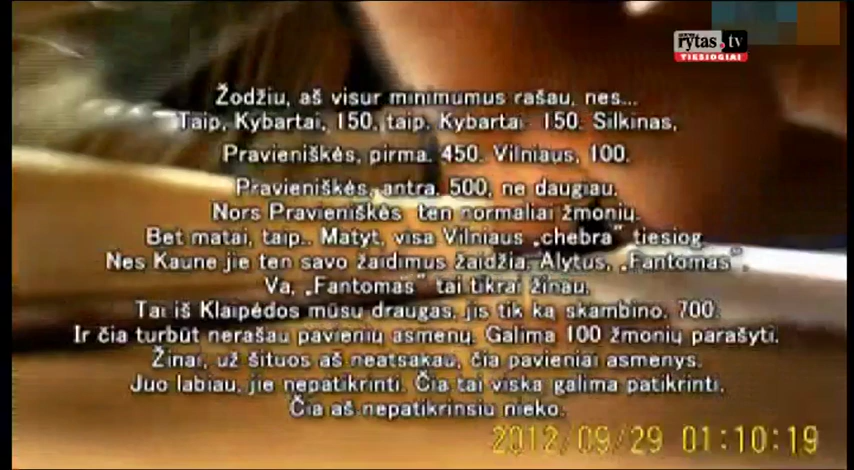 rytas.tv
TIESIOGIAI
Žodžiu, aš visur minimumus rašau, nes...
Taip, Kybartai, 150, taip. Kybartai- 150. Silkinas,
Pravieniškės, pirma. 450. Vilniaus, 100.
Pravieniškės, antra. 500, ne daugiau.
Nors Pravieniškės ten normaliai žmonių.
Bet matai, taip.. Matyt, visa Vilniaus „chebra" tiesiog
Nes Kaune jie ten savo žaidimus žaidžia, Alytus, „Fantomas",
Va, „Fantomas" tai tikrai žinau.
Tai iš Klaipėdos mūsų draugas, jis tik ką skambino. 700.
Ir čia turbūt nerašau pavienių asmenų. Galima 100 žmonių parašyti.
Žinai, už šituos aš neatsakau, čia pavieniai asmenys.
Juo labiau, jie nepatikrinti. Čia tai viską galima patikrinti.
Čia aš nepatikrinsiu nieko.
2012/09/29 01:10:19